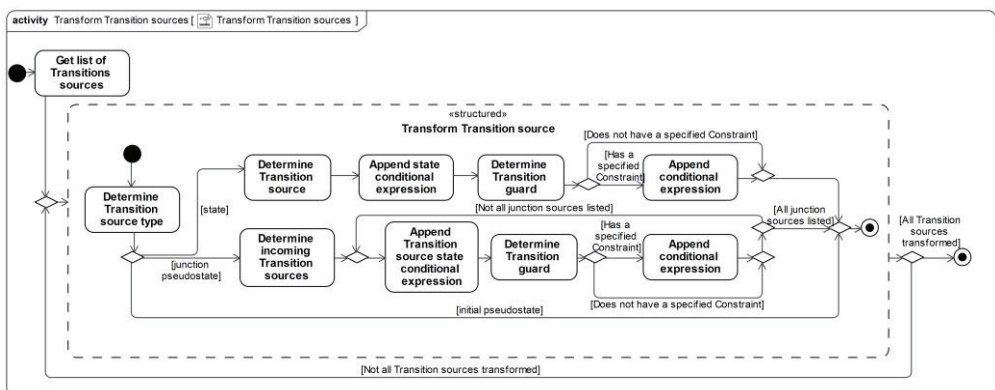 activity Transform Transition sources [ Transform Transition sources ]
Get list of
Transitions
sources
«structured»
Transform Transition source
[Does not have a specified Constraint]
Determine
Transition
source type
[state]
Determine
Transition
source
Append state
conditional
expression
Determine
Transition
guard
[Has a
specified
Constraint]
Append
conditional
expression
[Not all junction sources listed]
[All junction
sources listed]
[junction
pseudostate]
Determine
incoming
Transition
sources
Append
Transition
source state
conditional
expression
Determine
Transition
guard
[Has a
specified
Constraint]
Append
conditional
expression
[Does not have a specified Constraint]
[initial pseudostate]
[All Transition
sources
transformed]
[Not all Transition sources transformed]